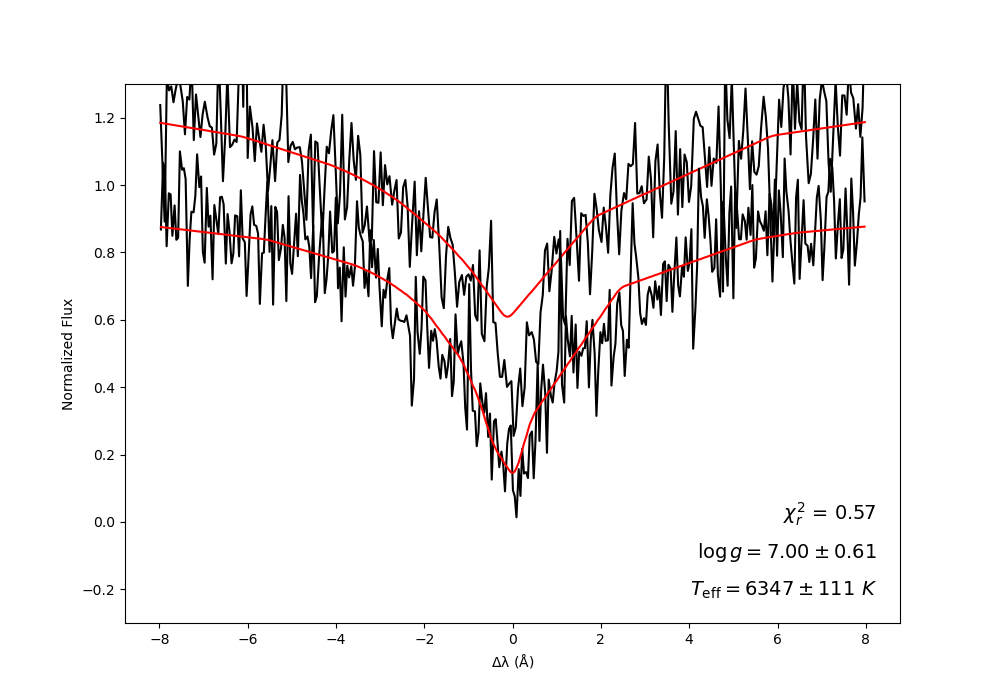 Normalized Flux
1.2
1.0
0.8
0.6
0.4
0.2
0.0
−0.2
χ²ᵣ = 0.57
log g = 7.00 ± 0.61
T_eff = 6347 ± 111 K
−8 −6 −4 −2 0 2 4 6 8
Δλ (Å)